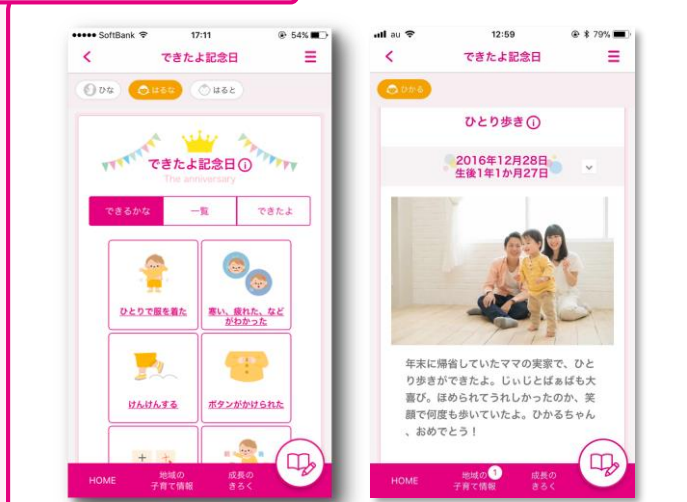 SoftBank 17:11 54%
できたよ記念日
ひな はるな はると
できたよ記念日
The anniversary
できるかな 一覧 できたよ
ひとりで服を着た
寒い、疲れた、など
がわかった
けんけんする
ボタンがかけられた
HOME
地域の
子育て情報
成長の
きろく
au 12:59 79%
できたよ記念日
ひかる
ひとり歩き
2016年12月28日
生後1年1か月27日
年末に帰省していたママの実家で、ひと
り歩きができたよ。じぃじとばぁばも大
喜び。ほめられてうれしかったのか、笑
顔で何度も歩いていたよ。ひかるちゃん
、おめでとう！
HOME
地域の 1
子育て情報
成長の
きろく